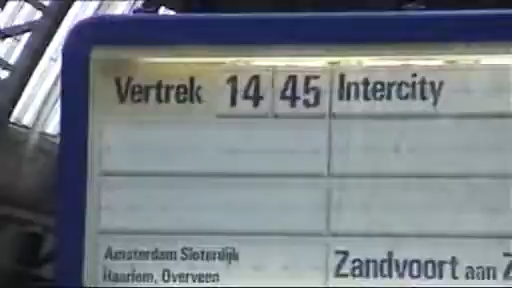 Vertrek 14 45 Intercity
Amsterdam Sloterdijk
Haarlem, Overveen
Zandvoort aan Z